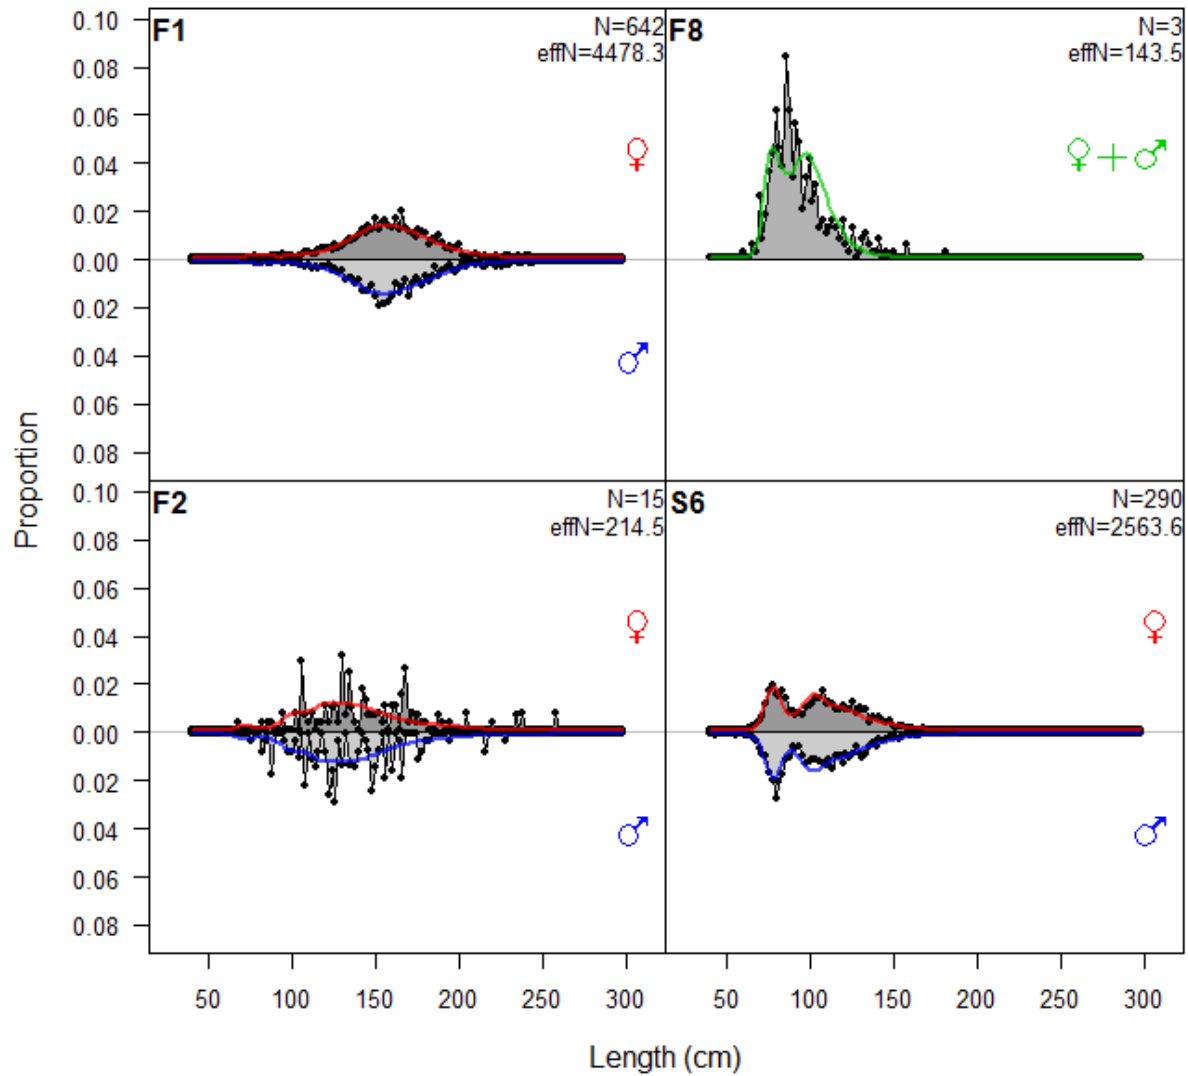 F1
N=642
effN=4478.3
♀
♂
F8
N=3
effN=143.5
♀+♂
F2
N=15
effN=214.5
♀
♂
S6
N=290
effN=2563.6
♀
♂
0.10
0.08
0.06
0.04
0.02
0.00
0.02
0.04
0.06
0.08
0.10
0.08
0.06
0.04
0.02
0.00
0.02
0.04
0.06
0.08
Proportion
50 100 150 200 250 300 50 100 150 200 250 300
Length (cm)